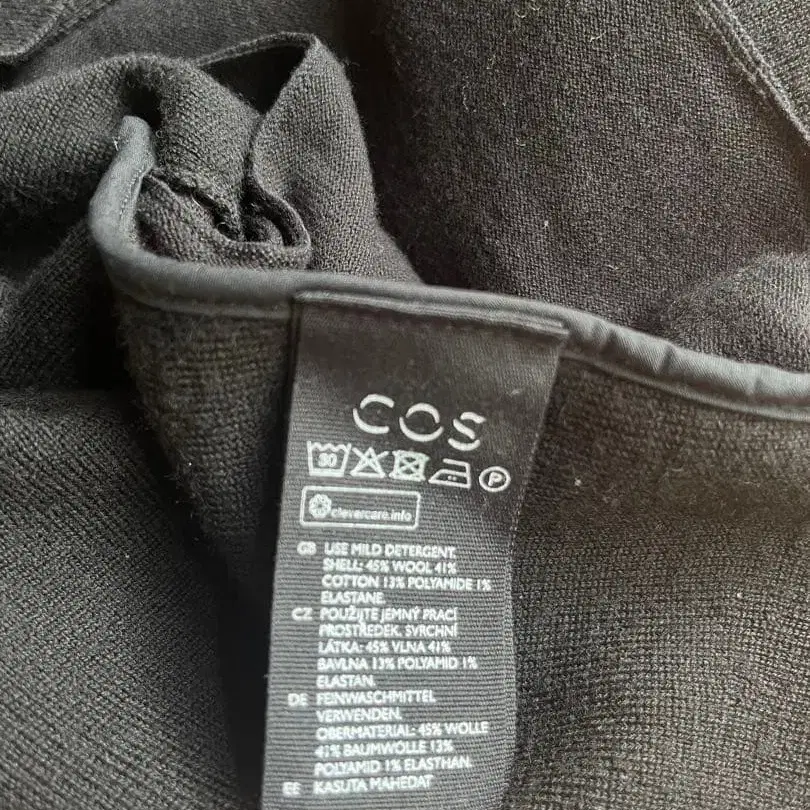 COS
30 P
clevercare.info
GB USE MILD DETERGENT.
SHELL: 45% WOOL 41%
COTTON 13% POLYAMIDE 1%
ELASTANE.
CZ POUŽIJTE JEMNÝ PRACÍ
PROSTŘEDEK. SVRCHNÍ
LÁTKA: 45% VLNA 41%
BAVLNA 13% POLYAMID 1%
ELASTAN.
DE FEINWASCHMITTEL
VERWENDEN.
OBERMATERIAL: 45% WOLLE
41% BAUMWOLLE 13%
POLYAMID 1% ELASTHAN.
EE KASUTA MAHEDAT